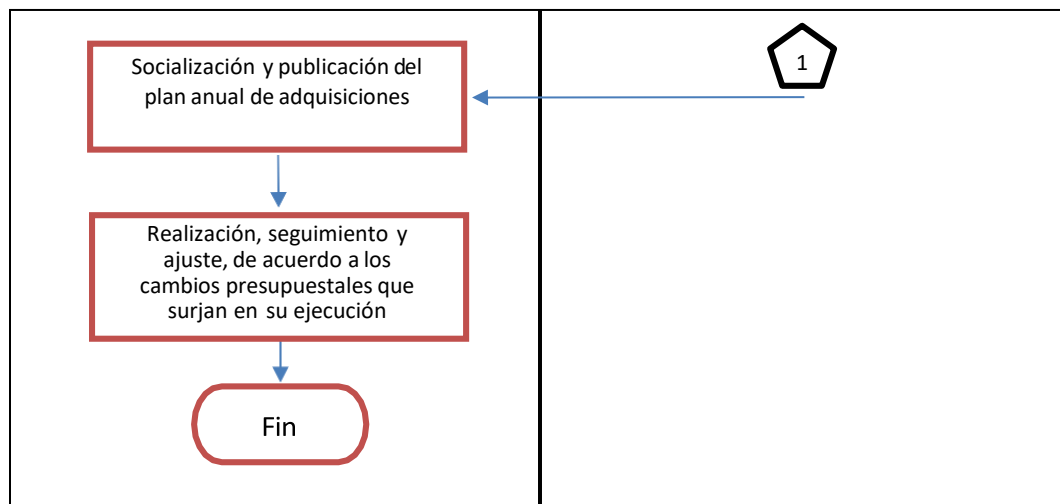 Socialización y publicación del
plan anual de adquisiciones
1
Realización, seguimiento y
ajuste, de acuerdo a los
cambios presupuestales que
surjan en su ejecución
Fin